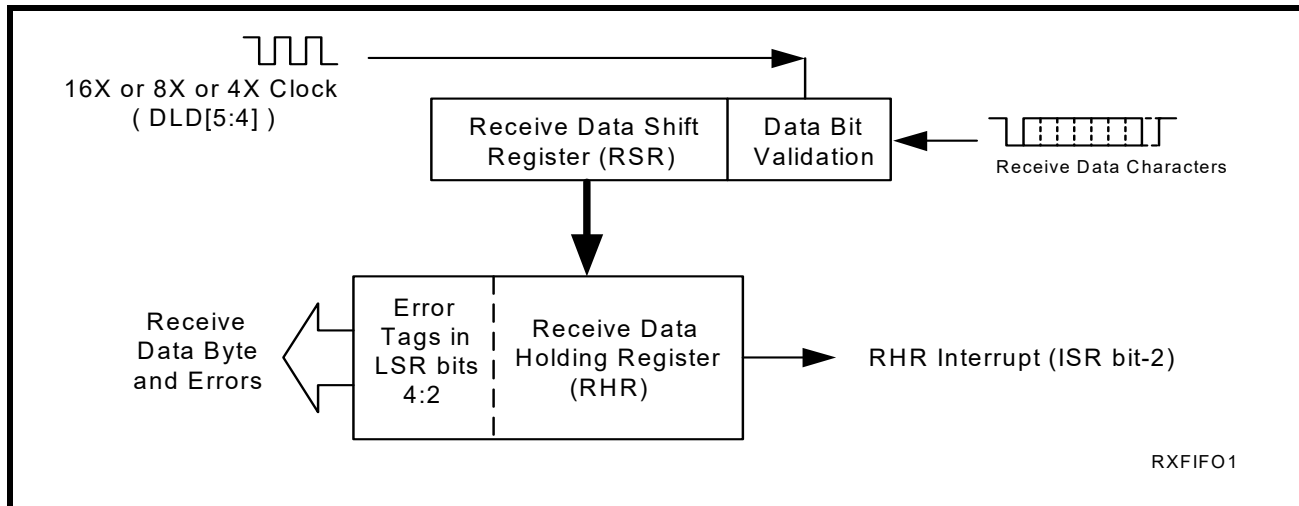 16X or 8X or 4X Clock
( DLD[5:4] )
Receive Data Shift
Register (RSR)
Data Bit
Validation
Receive Data Characters
Receive
Data Byte
and Errors
Error
Tags in
LSR bits
4:2
Receive Data
Holding Register
(RHR)
RHR Interrupt (ISR bit-2)
RXFIFO1